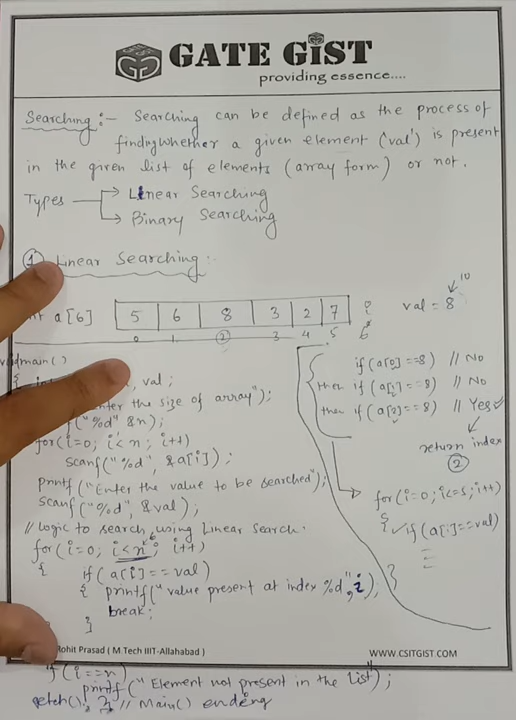 GATE GIST
providing essence....
Searching :- Searching can be defined as the process of
finding whether a given element ('val') is present
in the given list of elements (array form) or not.
Types
Linear Searching
Binary Searching
① Linear Searching :-
a[6] 5 6 8 3 2 7 ? val = 8 10
0 1 2 3 4 5 6
void main( )
{ , val ;
enter the size of array");
("%d" &n);
for(i=0; i<n; i++)
scanf("%d", &a[i]);
printf("Enter the value to be searched");
scanf("%d", &val);
// logic to search, using Linear Search.
for(i=0; i<n; i++) 6
{ if(a[i]==val)
{ printf("value present at index %d", i);
break;
} }
if(a[0]==8) // No
then if(a[1]==8) // No
then if(a[2]==8) // Yes ✓
return index
②
for(i=0; i<=5; i++)
{ ✓ if(a[i]==val)
}
Rohit Prasad ( M.Tech IIIT-Allahabad ) WWW.CSITGIST.COM
if(i==n)
printf("Element not present in the list");
getch(); } // Main() ending